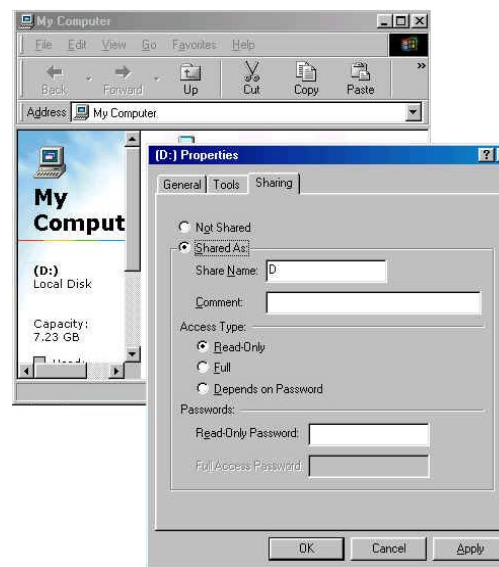 My Computer
File Edit View Go Favorites Help
Back Forward Up Cut Copy Paste »
Address My Computer
My
Comput
(D:)
Local Disk
Capacity:
7.23 GB
(D:) Properties
General Tools Sharing
Not Shared
Shared As:
Share Name: D
Comment:
Access Type:
Read-Only
Full
Depends on Password
Passwords:
Read-Only Password:
Full Access Password:
OK Cancel Apply